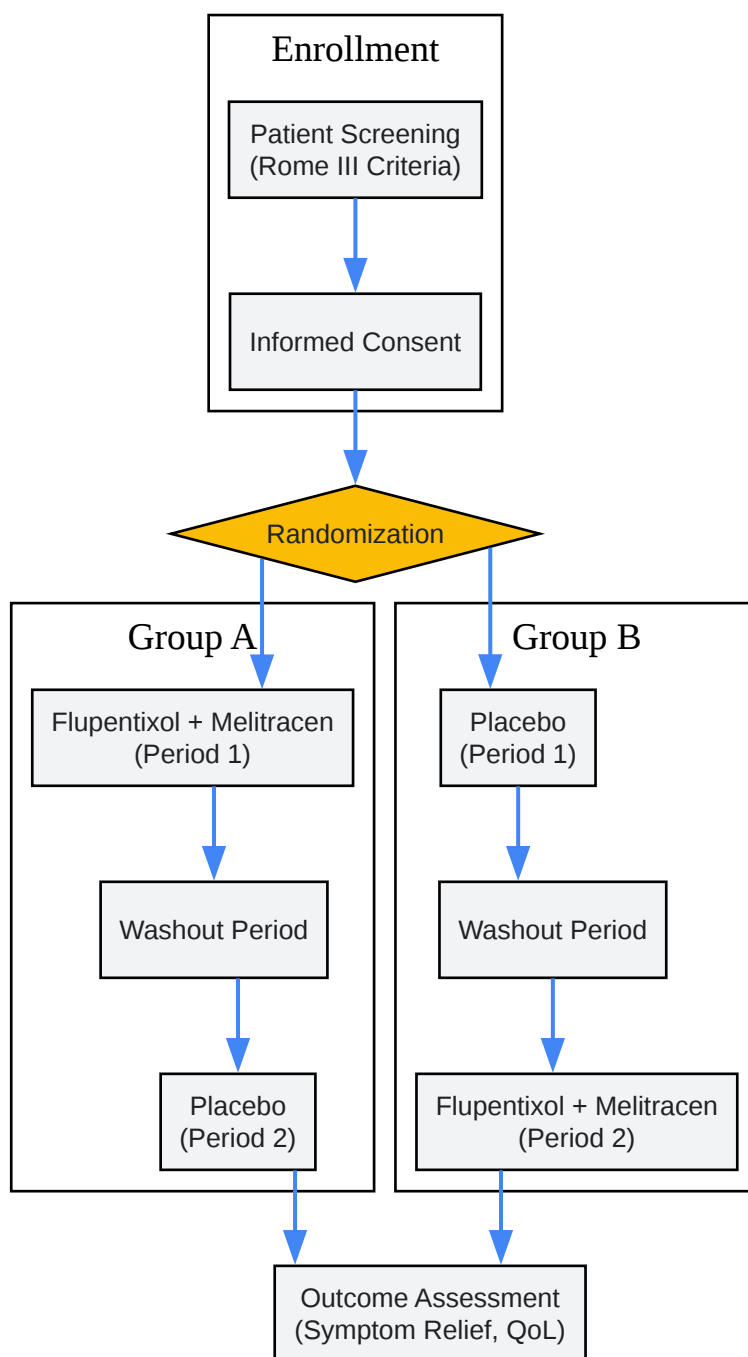 Enrollment
Patient Screening
(Rome III Criteria)
Informed Consent
Randomization
Group A
Flupentixol + Melitracen
(Period 1)
Washout Period
Placebo
(Period 2)
Group B
Placebo
(Period 1)
Washout Period
Flupentixol + Melitracen
(Period 2)
Outcome Assessment
(Symptom Relief, QoL)